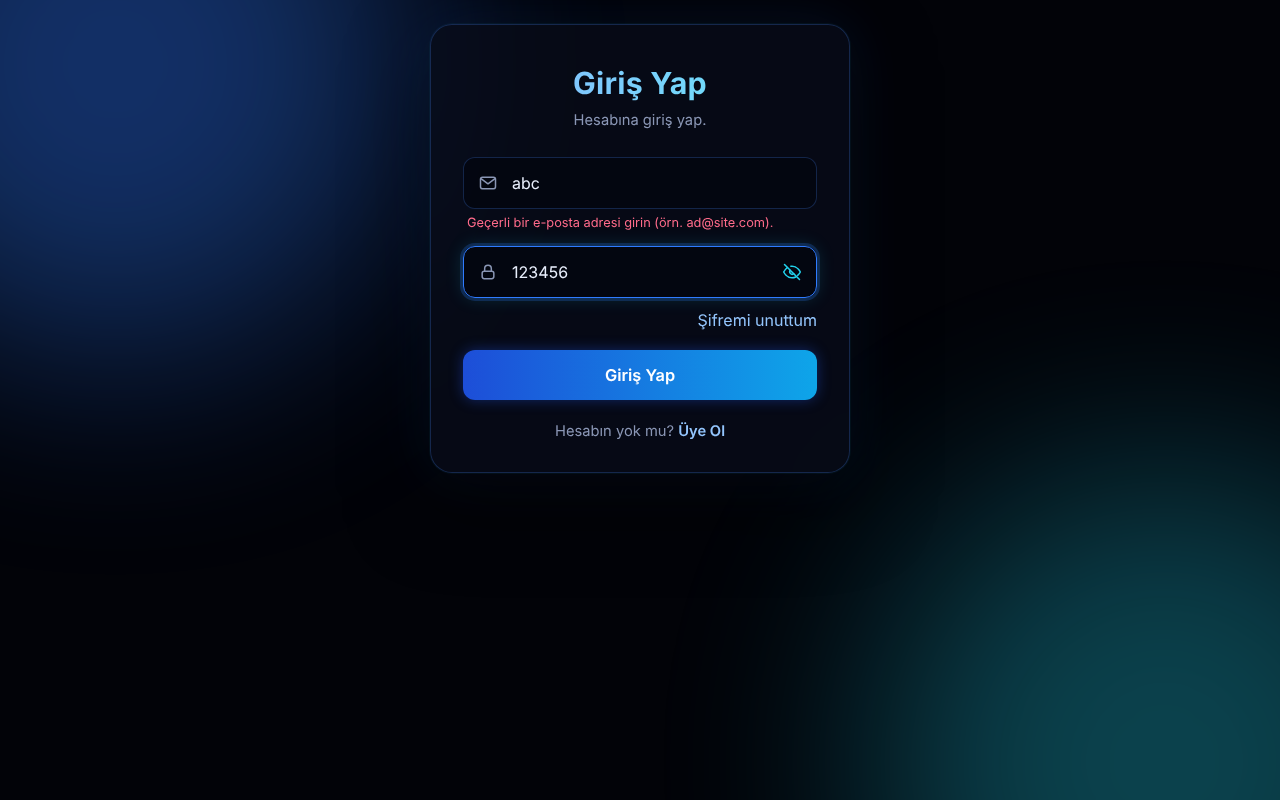 Giriş Yap
Hesabına giriş yap.
abc
Geçerli bir e-posta adresi girin (örn. ad@site.com).
123456
Şifremi unuttum
Giriş Yap
Hesabın yok mu? Üye Ol